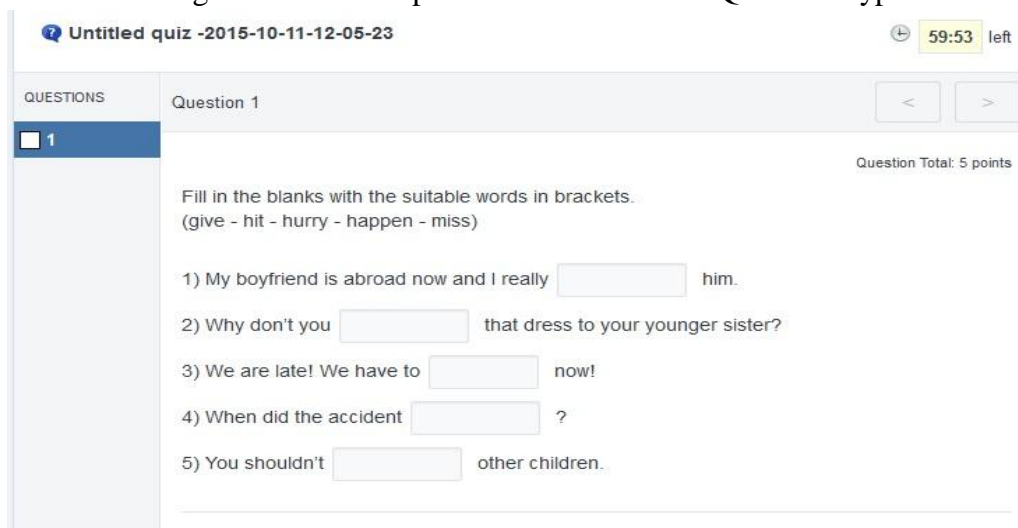 Untitled quiz -2015-10-11-12-05-23
59:53 left
QUESTIONS
Question 1
< >
1
Question Total: 5 points
Fill in the blanks with the suitable words in brackets.
(give - hit - hurry - happen - miss)
1) My boyfriend is abroad now and I really him.
2) Why don't you that dress to your younger sister?
3) We are late! We have to now!
4) When did the accident ?
5) You shouldn't other children.